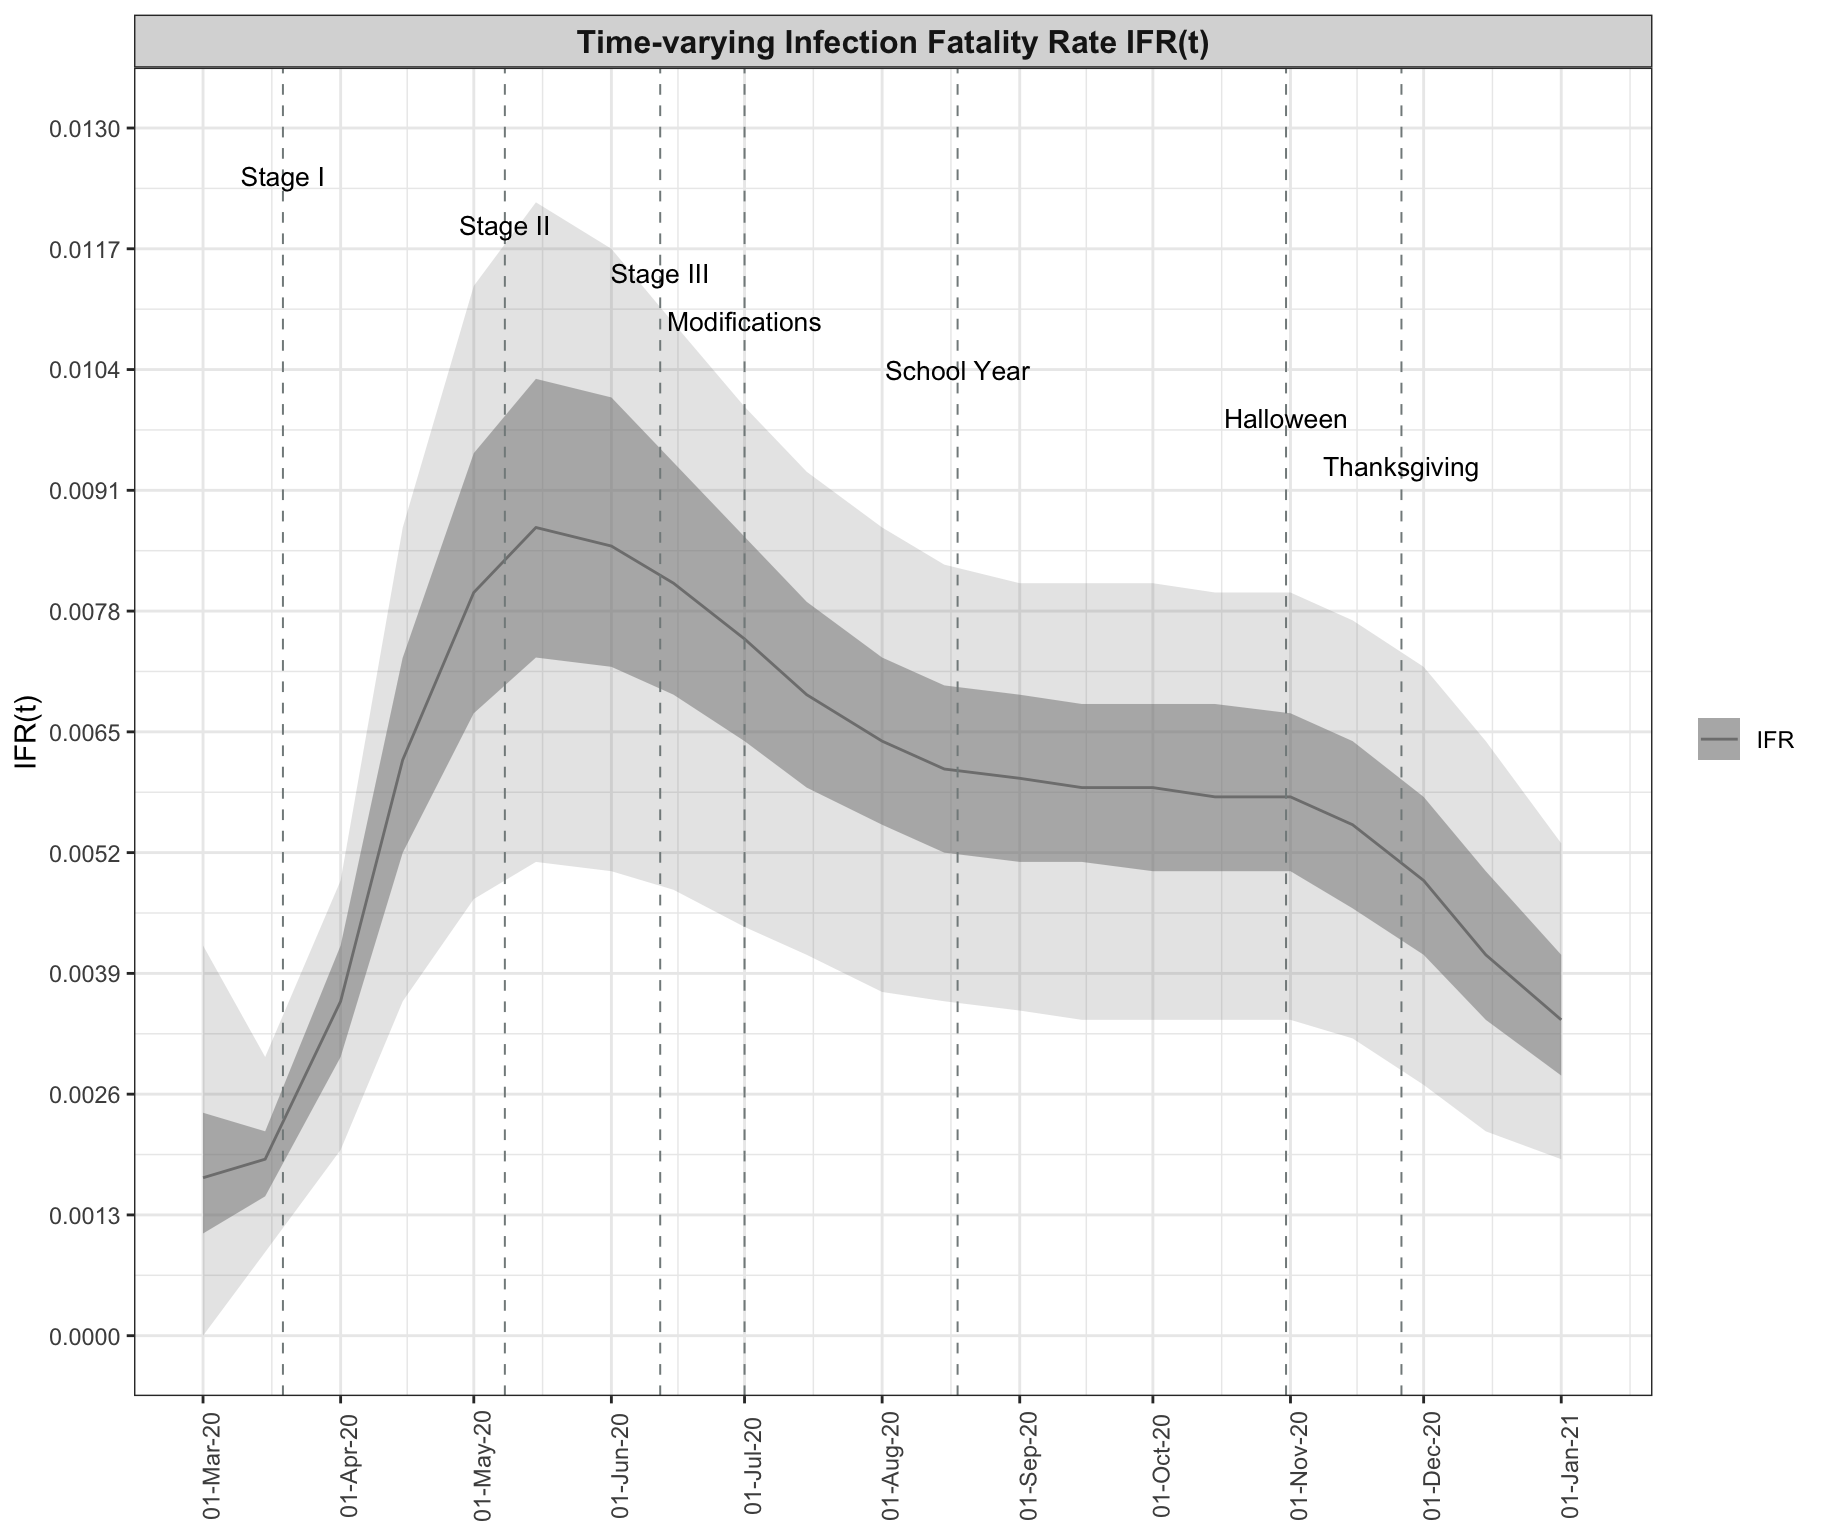 Time-varying Infection Fatality Rate IFR(t)
0.0130
Stage I
Stage II
0.0117
Stage III
Modifications
0.0104
School Year
Halloween
Thanksgiving
0.0091
0.0078
IFR(t)
0.0065
IFR
0.0052
0.0039
0.0026
0.0013
0.0000
01-Mar-20
01-Apr-20
01-May-20
01-Jun-20
01-Jul-20
01-Aug-20
01-Sep-20
01-Oct-20
01-Nov-20
01-Dec-20
01-Jan-21